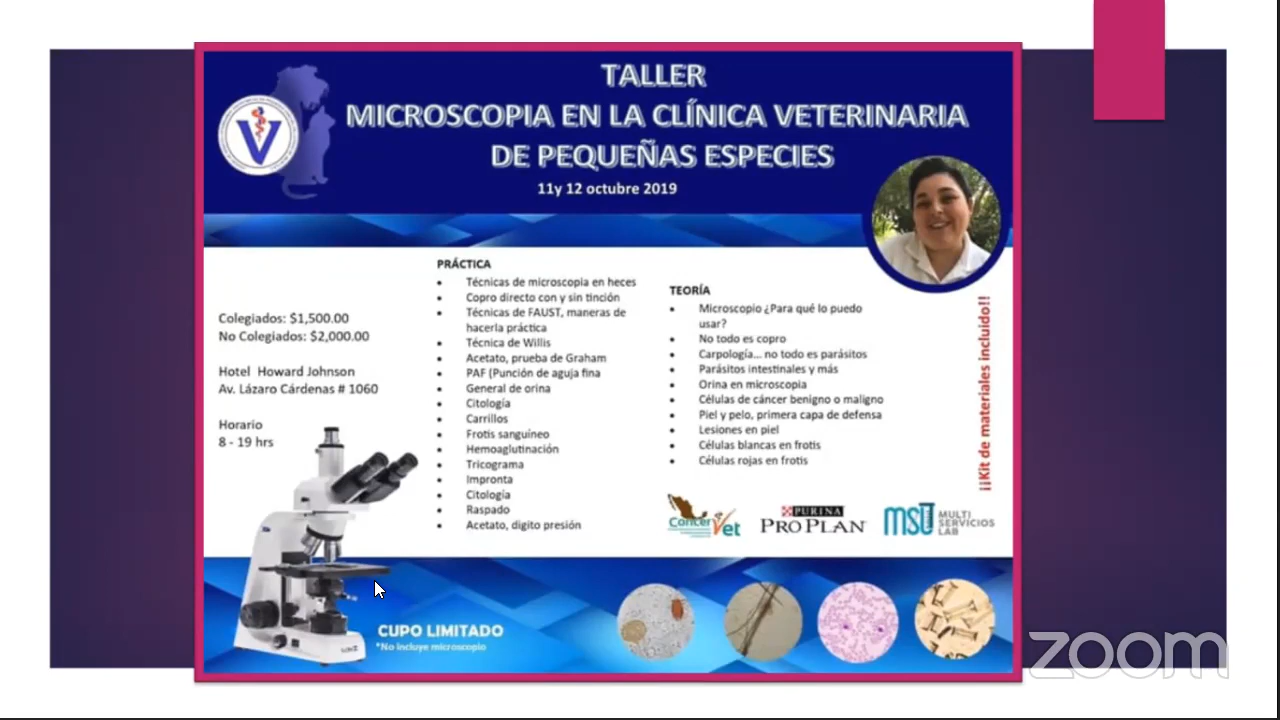 TALLER
MICROSCOPIA EN LA CLÍNICA VETERINARIA
DE PEQUEÑAS ESPECIES
11y 12 octubre 2019
Colegiados: $1,500.00
No Colegiados: $2,000.00
Hotel Howard Johnson
Av. Lázaro Cárdenas # 1060
Horario
8 - 19 hrs
PRÁCTICA
• Técnicas de microscopia en heces
• Copro directo con y sin tinción
• Técnicas de FAUST, maneras de
hacerla práctica
• Técnica de Willis
• Acetato, prueba de Graham
• PAF (Punción de aguja fina
• General de orina
• Citología
• Carrillos
• Frotis sanguíneo
• Hemoaglutinación
• Tricograma
• Impronta
• Citología
• Raspado
• Acetato, digito presión
TEORÍA
• Microscopio ¿Para qué lo puedo
usar?
• No todo es copro
• Carpología... no todo es parásitos
• Parásitos intestinales y más
• Orina en microscopia
• Células de cáncer benigno o maligno
• Piel y pelo, primera capa de defensa
• Lesiones en piel
• Células blancas en frotis
• Células rojas en frotis
¡¡Kit de materiales incluido!!
ConcerVet
PURINA
PRO PLAN
msu
MULTI
SERVICIOS
LAB
CUPO LIMITADO
*No incluye microscopio
zoom